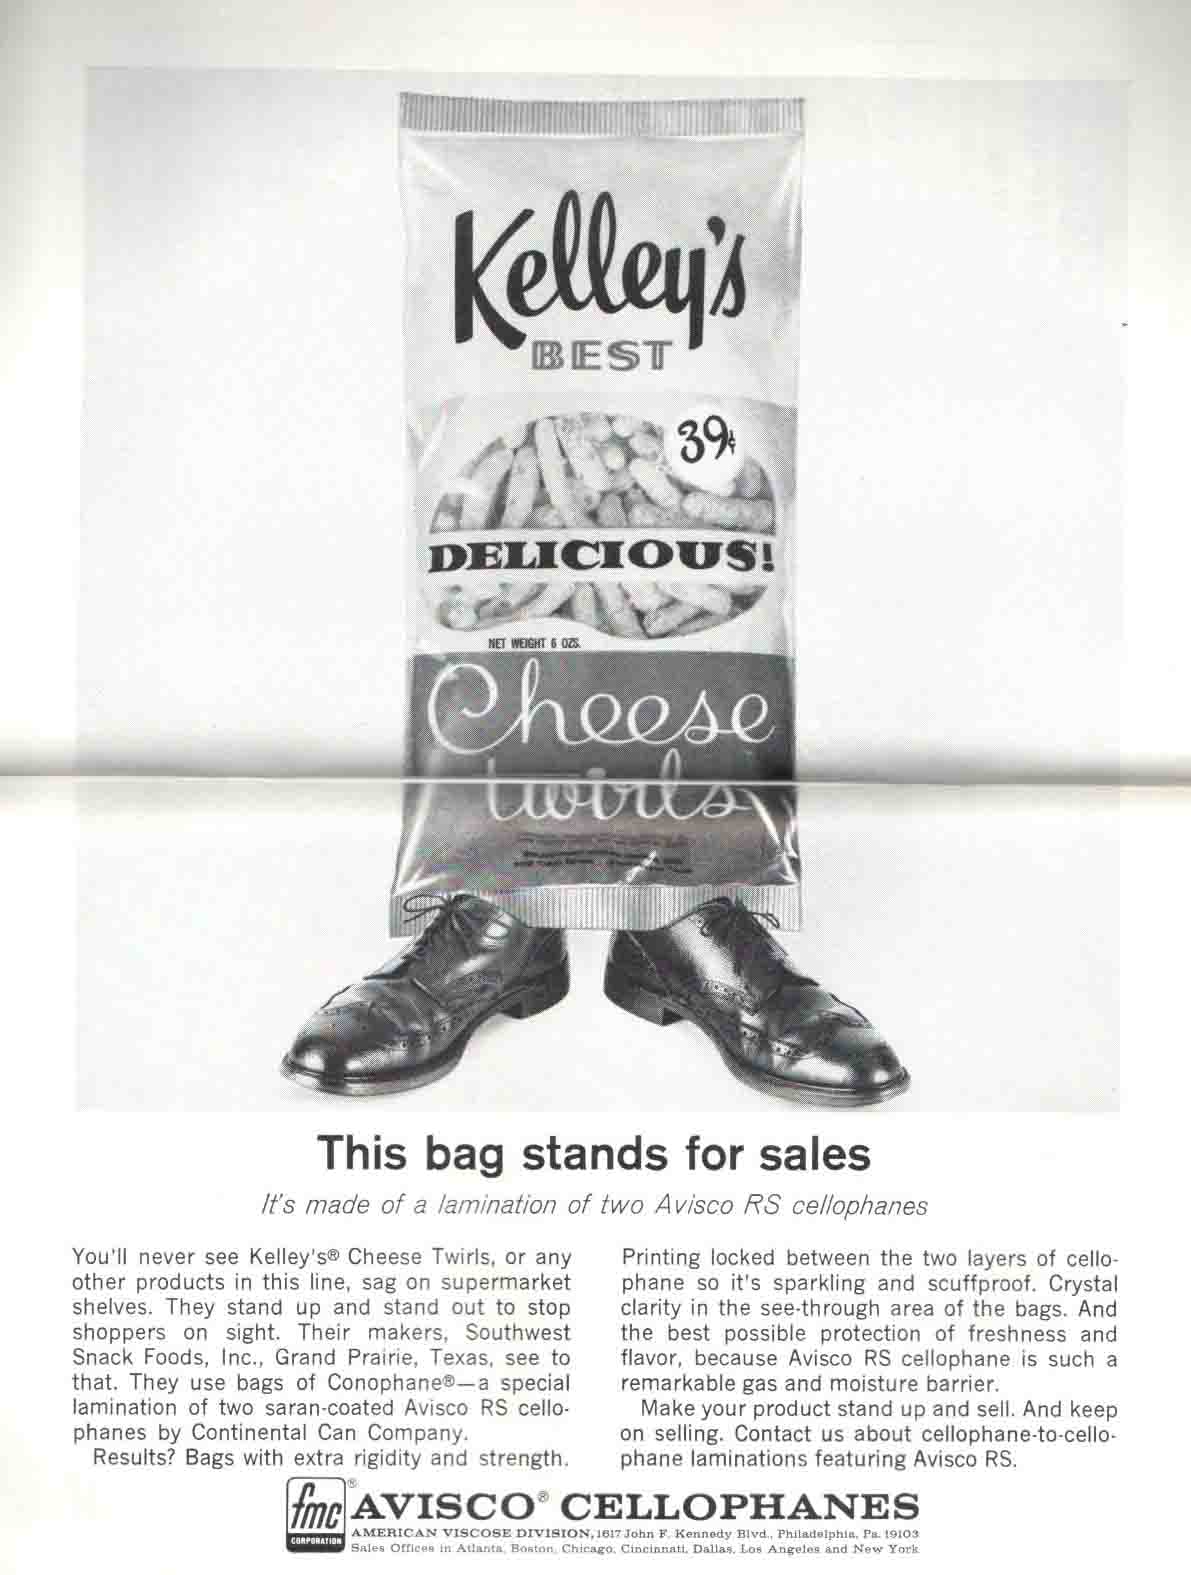 Kelley's
BEST
39¢
DELICIOUS!
NET WEIGHT 6 OZS.
Cheese
twirls
This bag stands for sales
It's made of a lamination of two Avisco RS cellophanes
You'll never see Kelley's® Cheese Twirls, or any
other products in this line, sag on supermarket
shelves. They stand up and stand out to stop
shoppers on sight. Their makers, Southwest
Snack Foods, Inc., Grand Prairie, Texas, see to
that. They use bags of Conophane®—a special
lamination of two saran-coated Avisco RS cello-
phanes by Continental Can Company.
Results? Bags with extra rigidity and strength.
Printing locked between the two layers of cello-
phane so it's sparkling and scuffproof. Crystal
clarity in the see-through area of the bags. And
the best possible protection of freshness and
flavor, because Avisco RS cellophane is such a
remarkable gas and moisture barrier.
Make your product stand up and sell. And keep
on selling. Contact us about cellophane-to-cello-
phane laminations featuring Avisco RS.
fmc ®
CORPORATION
AVISCO® CELLOPHANES
AMERICAN VISCOSE DIVISION, 1617 John F. Kennedy Blvd., Philadelphia, Pa. 19103
Sales Offices in Atlanta, Boston, Chicago, Cincinnati, Dallas, Los Angeles and New York